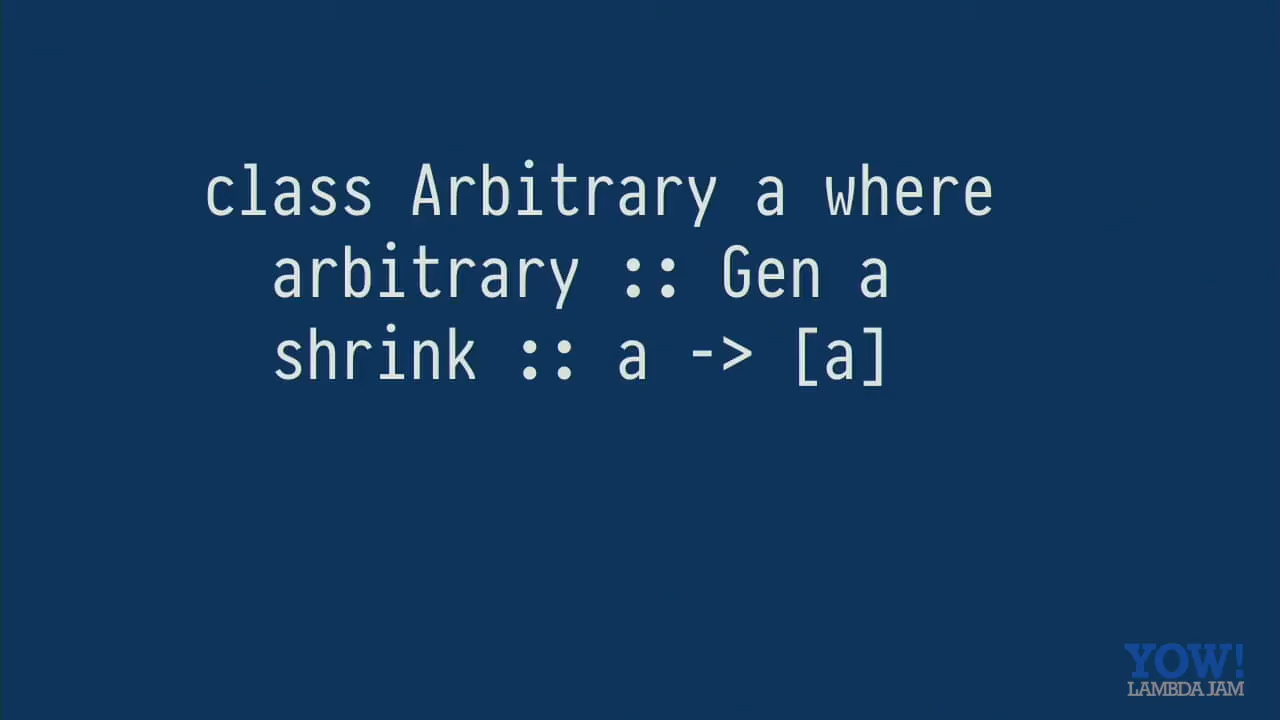 class Arbitrary a where
  arbitrary :: Gen a
  shrink :: a -> [a]
YOW!
LAMBDA JAM